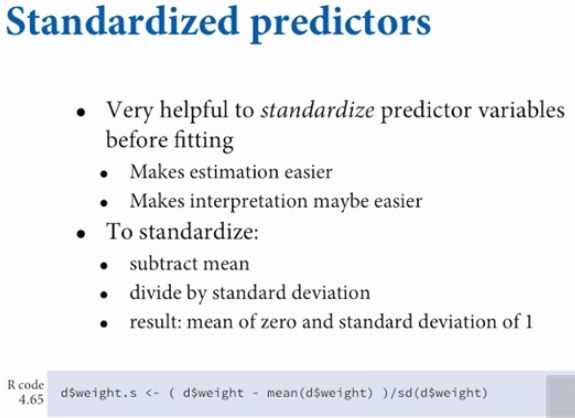 Standardized predictors
• Very helpful to standardize predictor variables
before fitting
• Makes estimation easier
• Makes interpretation maybe easier
• To standardize:
• subtract mean
• divide by standard deviation
• result: mean of zero and standard deviation of 1
R code
4.65
d$weight.s <- ( d$weight - mean(d$weight) )/sd(d$weight)